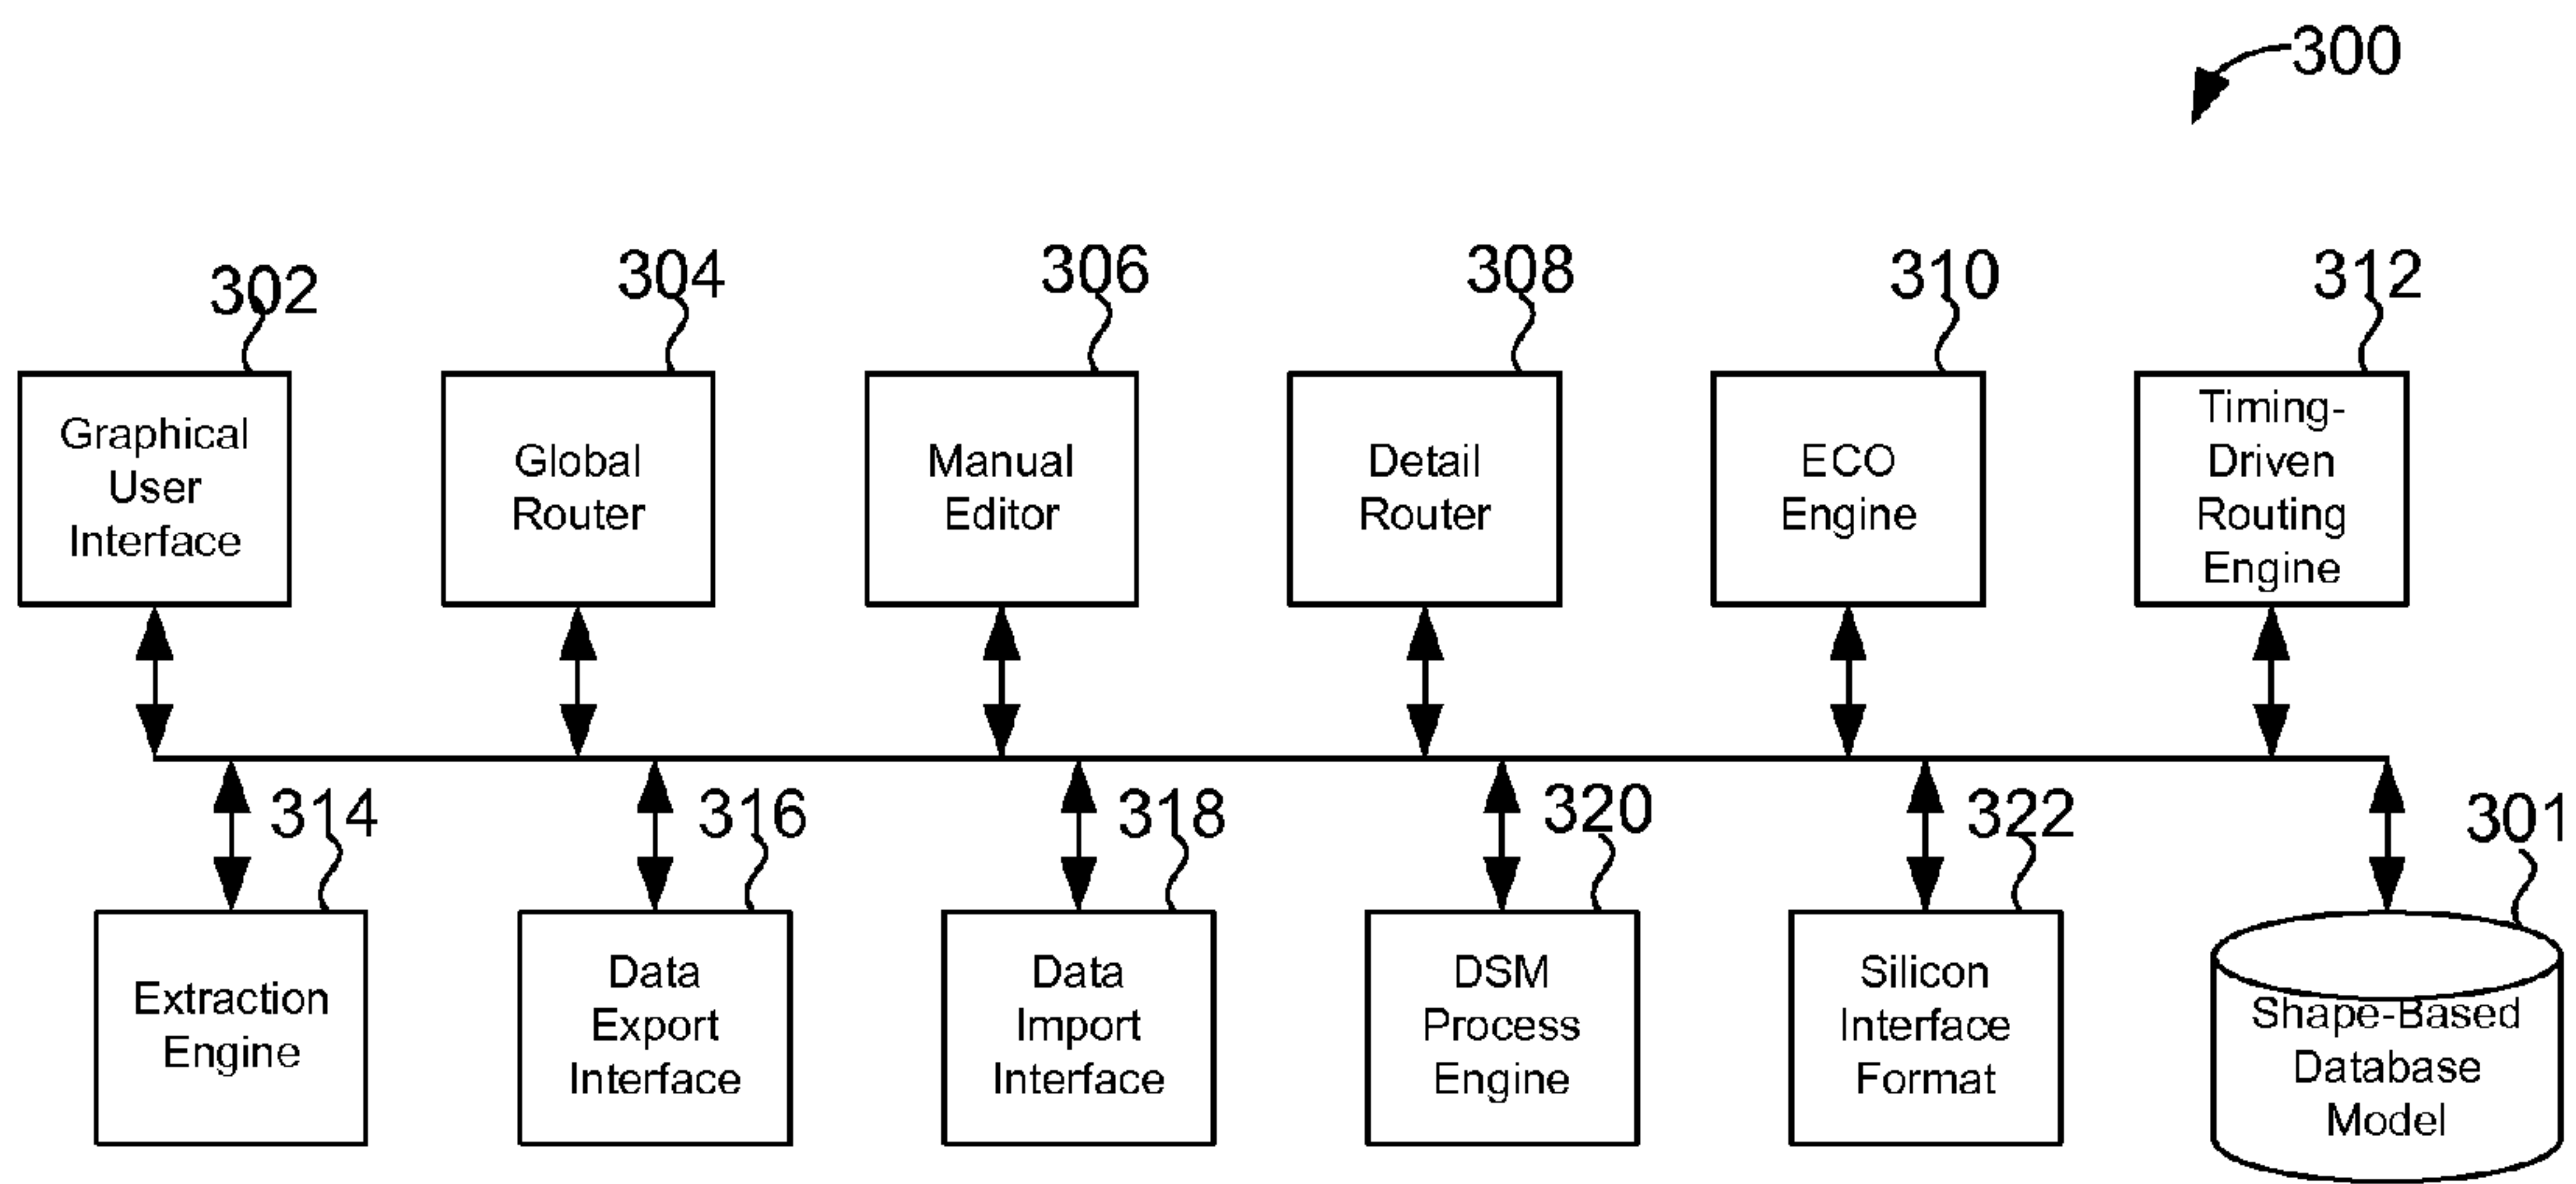 300
302
304
306
308
310
312
Graphical
User
Interface
Global
Router
Manual
Editor
Detail
Router
ECO
Engine
Timing-
Driven
Routing
Engine
314
316
318
320
322
301
Extraction
Engine
Data
Export
Interface
Data
Import
Interface
DSM
Process
Engine
Silicon
Interface
Format
Shape-Based
Database
Model